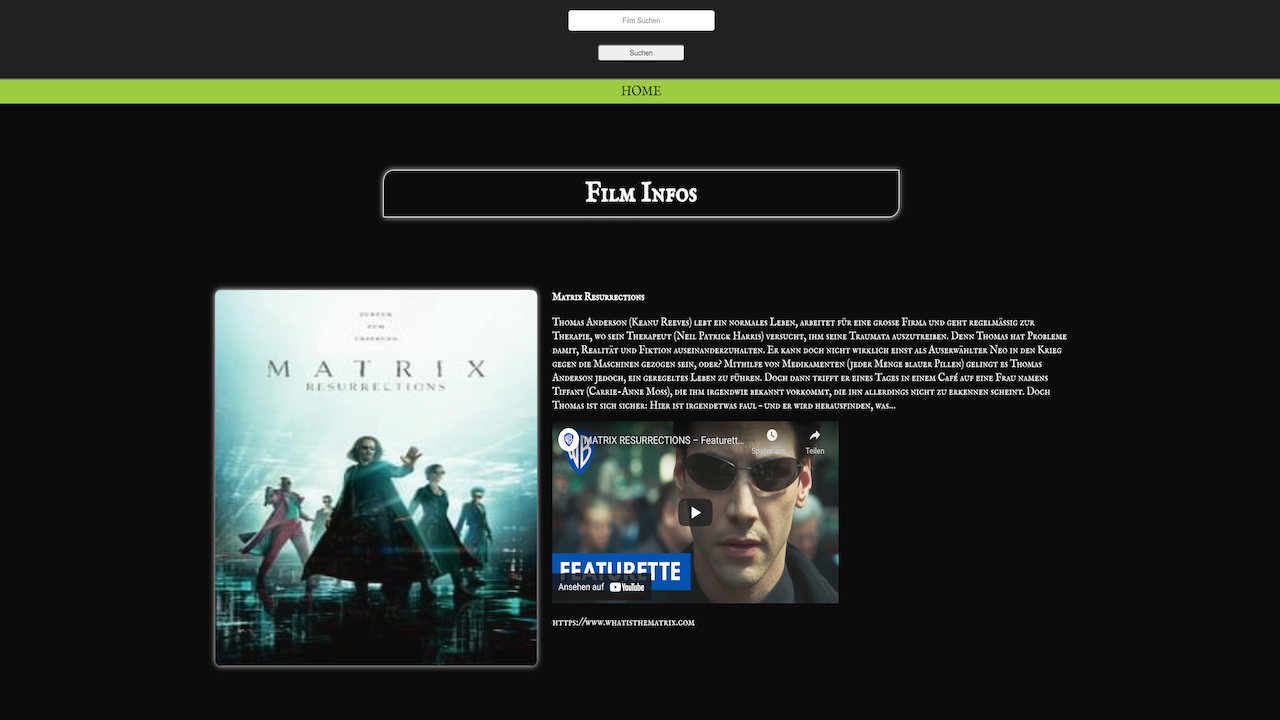 Film Suchen
Suchen
HOME
Film Infos
ZURÜCK
ZUM
URSPRUNG
MATRIX
RESURRECTIONS
Matrix Resurrections
Thomas Anderson (Keanu Reeves) lebt ein normales Leben, arbeitet für eine große Firma und geht regelmäßig zur
Therapie, wo sein Therapeut (Neil Patrick Harris) versucht, ihm seine Traumata auszutreiben. Denn Thomas hat Probleme
damit, Realität und Fiktion auseinanderzuhalten. Er kann doch nicht wirklich einst als Auserwählter Neo in den Krieg
gegen die Maschinen gezogen sein, oder? Mithilfe von Medikamenten (jeder Menge blauer Pillen) gelingt es Thomas
Anderson jedoch, ein geregeltes Leben zu führen. Doch dann trifft er eines Tages in einem Café auf eine Frau namens
Tiffany (Carrie-Anne Moss), die ihm irgendwie bekannt vorkommt, die ihn allerdings nicht zu erkennen scheint. Doch
Thomas ist sich sicher: Hier ist irgendetwas faul – und er wird herausfinden, was...
MATRIX RESURRECTIONS – Featurett...
Später ans...
Teilen
FEATURETTE
Ansehen auf YouTube
https://www.whatisthematrix.com